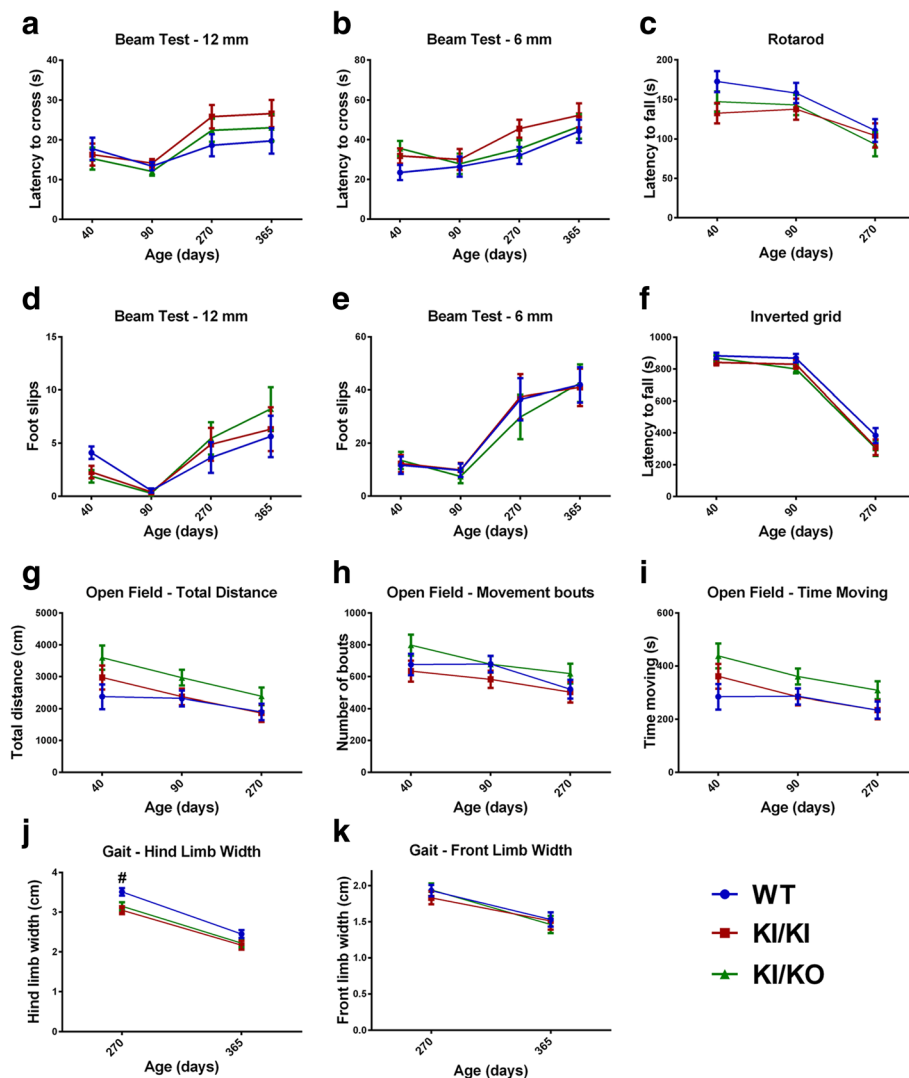 a b c
Beam Test - 12 mm
Latency to cross (s)
40
30
20
10
0
40 90 270 365
Age (days)
Beam Test - 6 mm
Latency to cross (s)
80
60
40
20
0
40 90 270 365
Age (days)
Rotarod
Latency to fall (s)
200
150
100
50
0
40 90 270
Age (days)
d e f
Beam Test - 12 mm
Foot slips
15
10
5
0
40 90 270 365
Age (days)
Beam Test - 6 mm
Foot slips
60
40
20
0
40 90 270 365
Age (days)
Inverted grid
Latency to fall (s)
1000
800
600
400
200
40 90 270
Age (days)
g h i
Open Field - Total Distance
Total distance (cm)
5000
4000
3000
2000
1000
0
40 90 270
Age (days)
Open Field - Movement bouts
Number of bouts
1000
800
600
400
200
0
40 90 270
Age (days)
Open Field - Time Moving
Time moving (s)
600
400
200
0
40 90 270
Age (days)
j k
Gait - Hind Limb Width
Hind limb width (cm)
4
3
2
1
0
#
270 365
Age (days)
Gait - Front Limb Width
Front limb width (cm)
2.0
1.5
1.0
0.5
0.0
270 365
Age (days)
WT
KI/KI
KI/KO